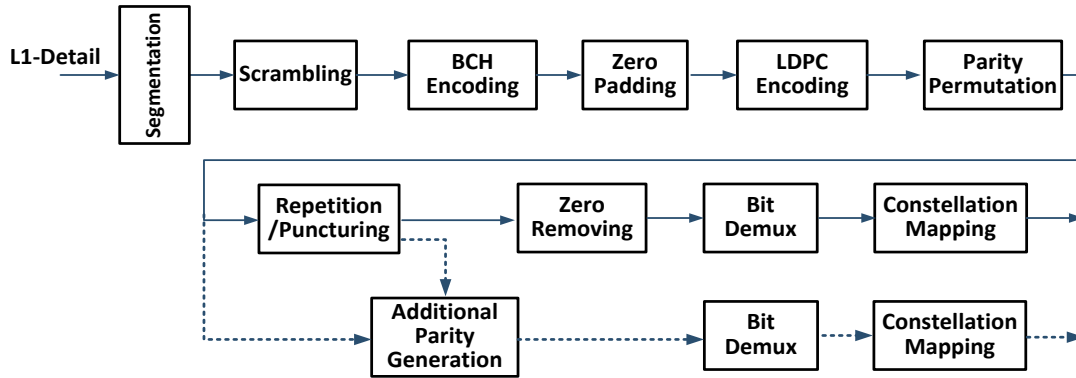 L1-Detail
Segmentation
Scrambling
BCH
Encoding
Zero
Padding
LDPC
Encoding
Parity
Permutation
Repetition
/Puncturing
Zero
Removing
Bit
Demux
Constellation
Mapping
Additional
Parity
Generation
Bit
Demux
Constellation
Mapping